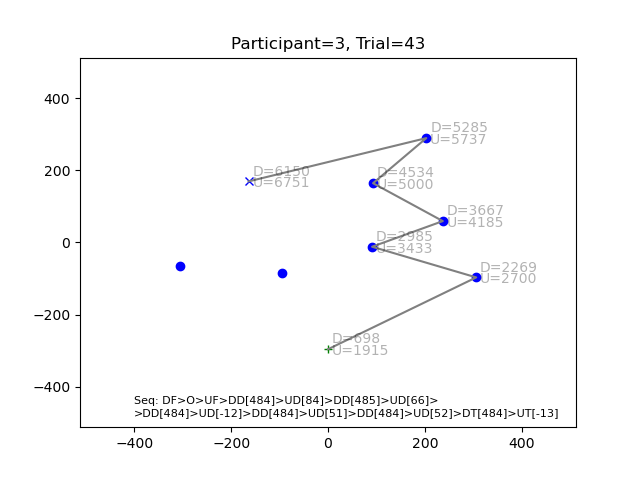 Participant=3, Trial=43
400
200
0
−200
−400
D=5285
U=5737
D=6150
U=6751
D=4534
U=5000
D=3667
U=4185
D=2985
U=3433
D=2269
U=2700
D=698
U=1915
Seq: DF>O>UF>DD[484]>UD[84]>DD[485]>UD[66]>
>DD[484]>UD[-12]>DD[484]>UD[51]>DD[484]>UD[52]>DT[484]>UT[-13]
−400 −200 0 200 400